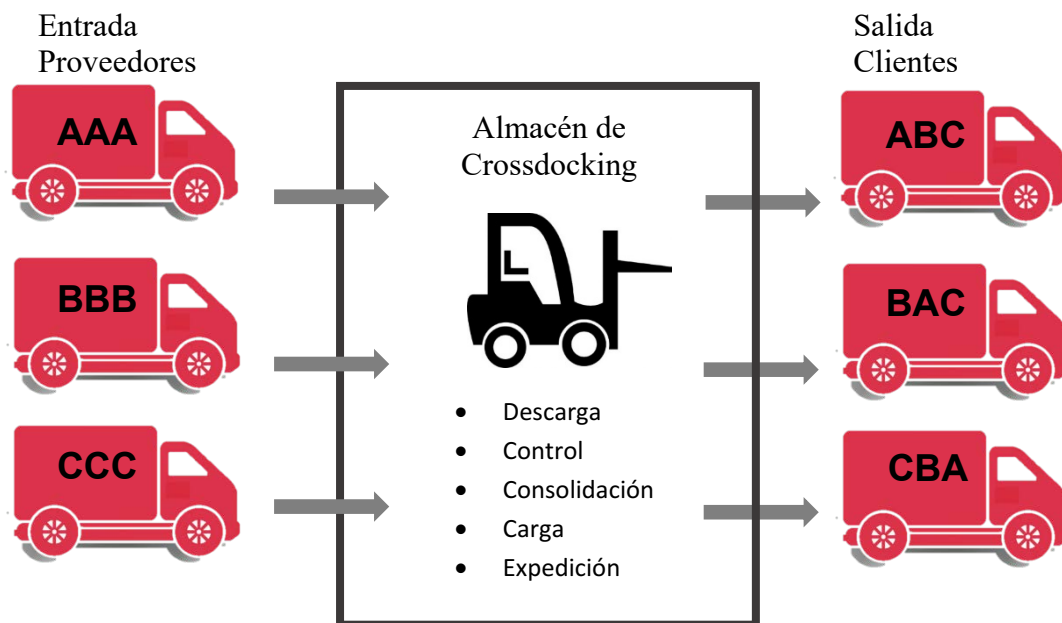 Entrada
Proveedores
AAA
BBB
CCC
Almacén de
Crossdocking
• Descarga
• Control
• Consolidación
• Carga
• Expedición
Salida
Clientes
ABC
BAC
CBA